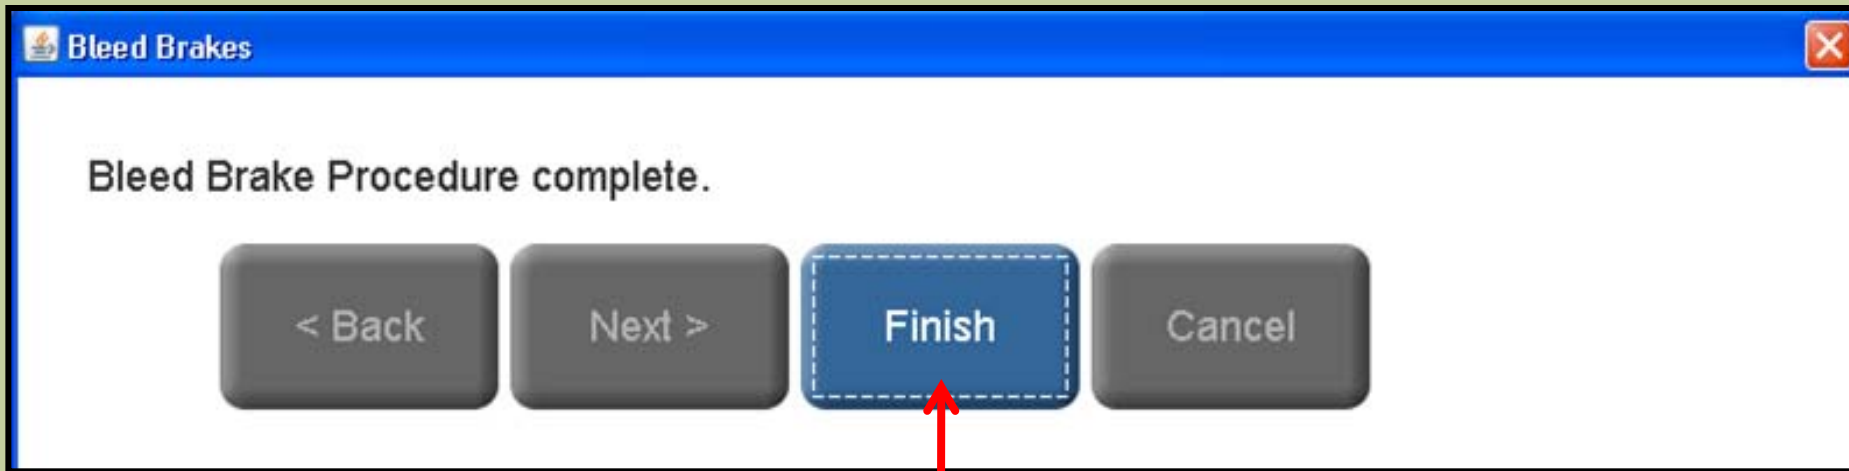 Bleed Brakes
Bleed Brake Procedure complete.
< Back Next > Finish Cancel